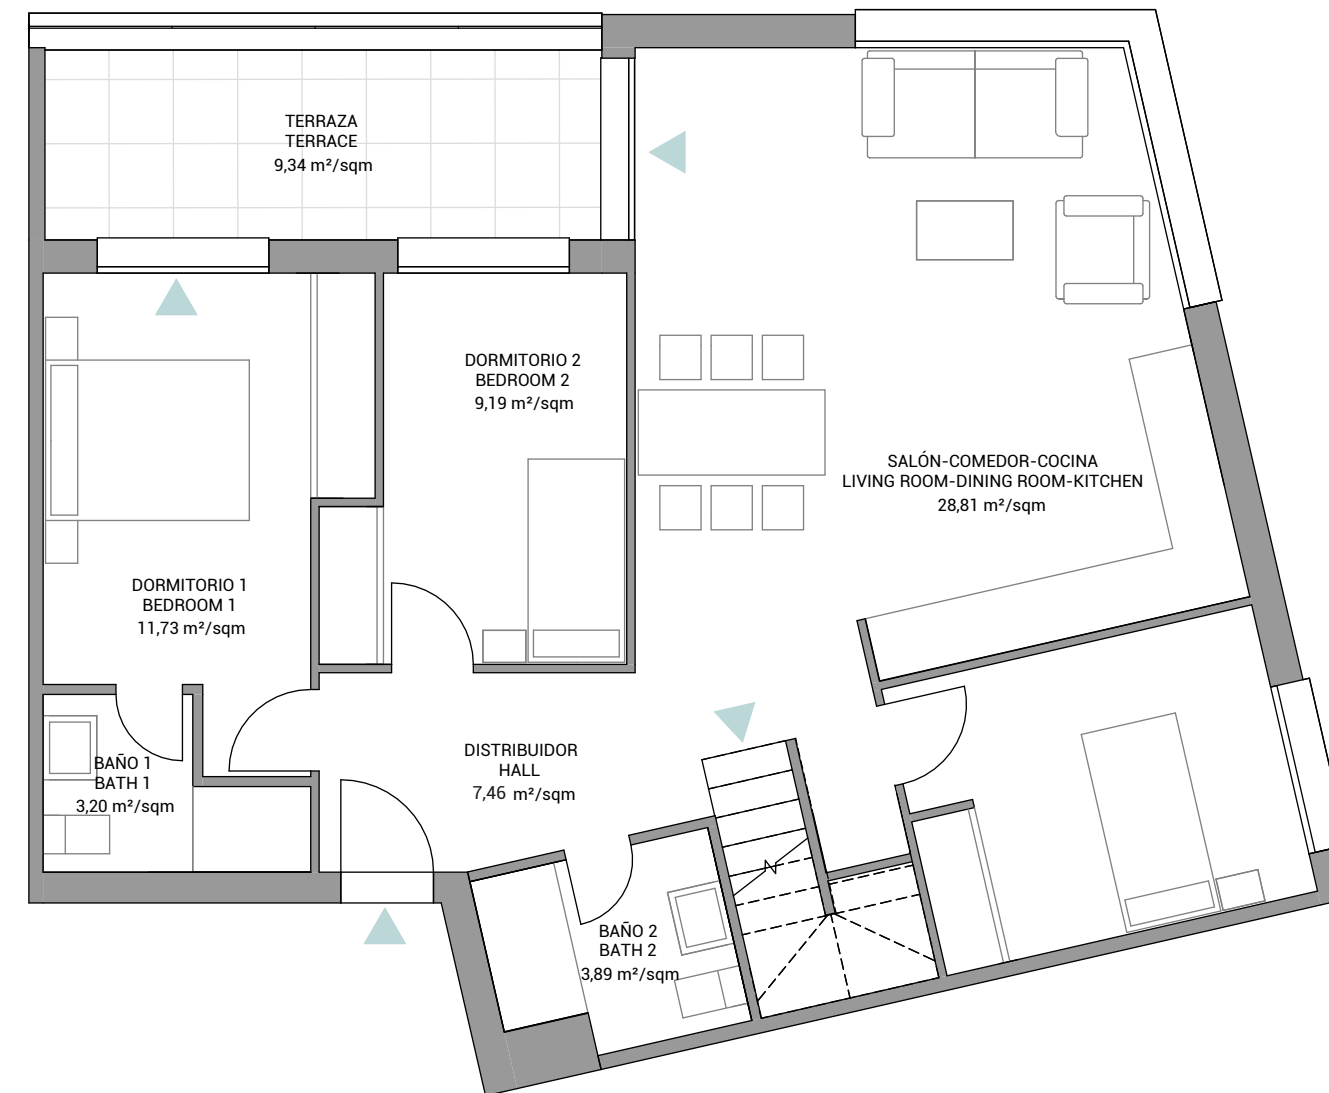 TERRAZA
TERRACE
9,34 m²/sqm
DORMITORIO 2
BEDROOM 2
9,19 m²/sqm
SALÓN-COMEDOR-COCINA
LIVING ROOM-DINING ROOM-KITCHEN
28,81 m²/sqm
DORMITORIO 1
BEDROOM 1
11,73 m²/sqm
DISTRIBUIDOR
HALL
7,46 m²/sqm
BAÑO 1
BATH 1
3,20 m²/sqm
BAÑO 2
BATH 2
3,89 m²/sqm